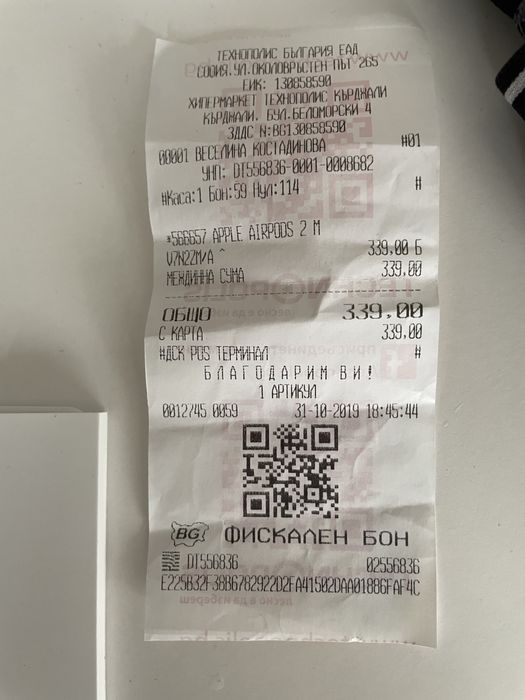 ТЕХНОПОЛИС БЪЛГАРИЯ ЕАД
СОФИЯ.УЛ.ОКОЛОВРЪСТЕН ПЪТ 265
ЕИК: 130858590
ХИПЕРМАРКЕТ ТЕХНОПОЛИС КЪРДЖАЛИ
КЪРДЖАЛИ. БУЛ.БЕЛОМОРСКИ 4
ЗДДС N:BG130858590
00001 ВЕСЕЛИНА КОСТАДИНОВА #01
УНП: DT556836-0001-0008682
#Каса:1 Бон:59 Нул:114 #
*566657 APPLE AIRPODS 2 M
V7N2ZM/A ^ 339,00 Б
МЕЖДИННА СУМА 339,00
ОБЩО 339,00
С КАРТА 339,00
#ДСК POS ТЕРМИНАЛ #
БЛАГОДАРИМ ВИ!
1 АРТИКУЛ
0012745 0059 31-10-2019 18:45:44
BG ФИСКАЛЕН БОН
DT556836 02556836
E225B32F38B6782922D2FA41502DAA01886FAF4C